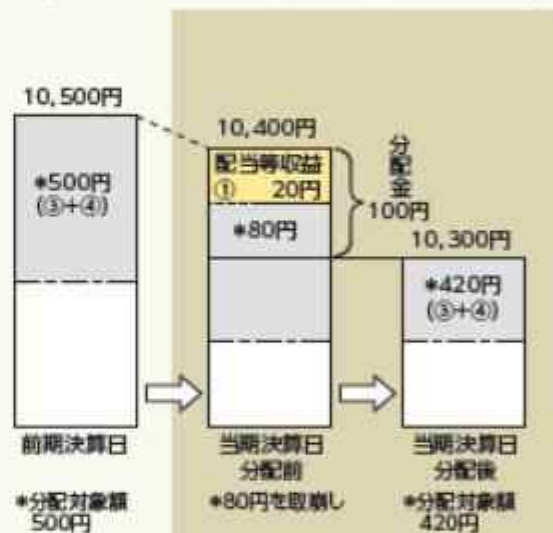 10,500円
*500円
(③+④)
前期決算日
*分配対象額
500円
10,400円
配当等収益
① 20円
*80円
分配金
100円
当期決算日
分配前
*80円を取崩し
10,300円
*420円
(③+④)
当期決算日
分配後
*分配対象額
420円